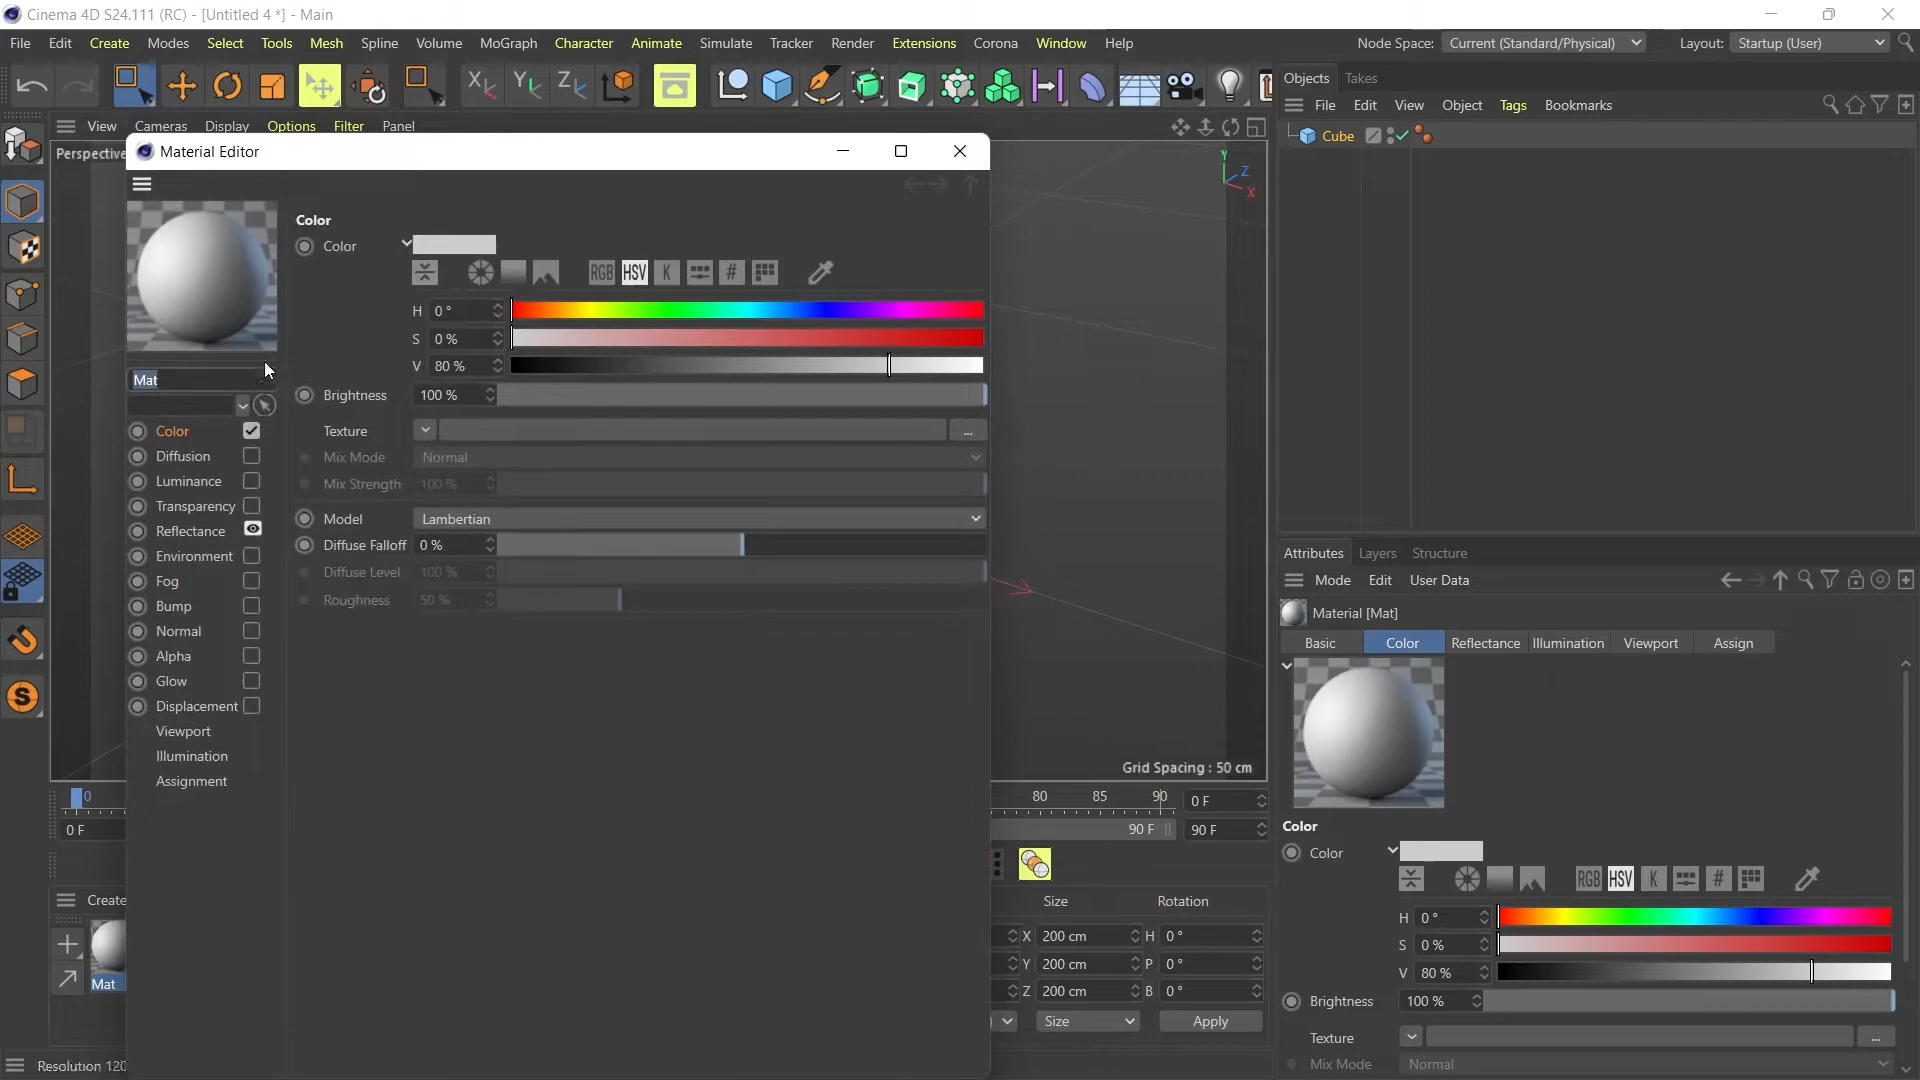 Cinema 4D S24.111 (RC) - [Untitled 4 *] - Main
File Edit Create Modes Select Tools Mesh Spline Volume MoGraph Character Animate Simulate Tracker Render Extensions Corona Window Help
Node Space: Current (Standard/Physical) Layout: Startup (User)
Objects Takes
File Edit View Object Tags Bookmarks
Cube
View Cameras Display Options Filter Panel
Perspective
Y
Z
X
Material Editor
Color
Color
RGB HSV K #
H 0 °
S 0 %
V 80 %
Brightness 100 %
Texture ...
Mix Mode Normal
Mix Strength 100 %
Model Lambertian
Diffuse Falloff 0 %
Diffuse Level 100 %
Roughness 50 %
Mat
Color
Diffusion
Luminance
Transparency
Reflectance
Environment
Fog
Bump
Normal
Alpha
Glow
Displacement
Viewport
Illumination
Assignment
Grid Spacing : 50 cm
0 80 85 90 0 F
0 F 90 F 90 F
Create
Mat
Size Rotation
X 200 cm H 0 °
Y 200 cm P 0 °
Z 200 cm B 0 °
Size Apply
Resolution 120
Attributes Layers Structure
Mode Edit User Data
Material [Mat]
Basic Color Reflectance Illumination Viewport Assign
Color
Color
RGB HSV K #
H 0 °
S 0 %
V 80 %
Brightness 100 %
Texture ...
Mix Mode Normal